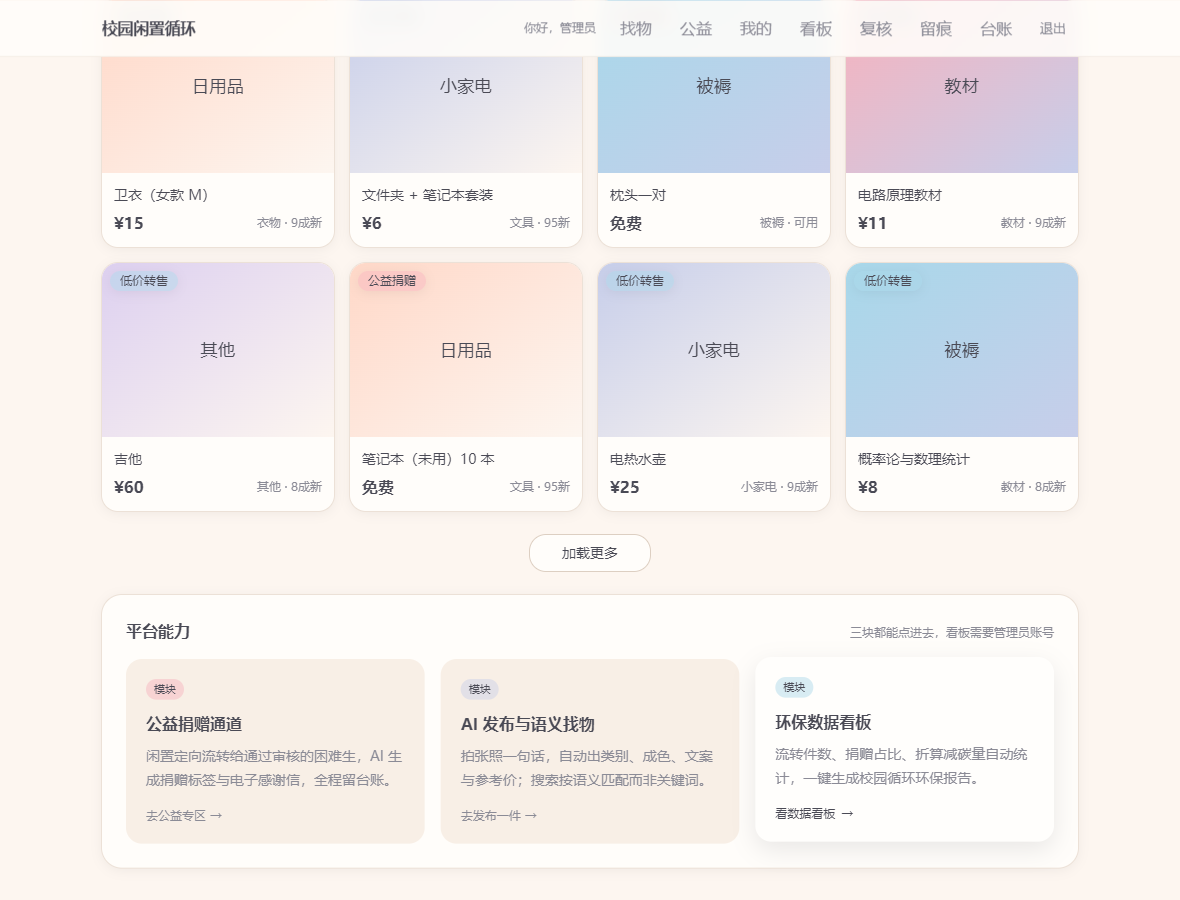 校园闲置循环
你好，管理员 找物 公益 我的 看板 复核 留痕 台账 退出
日用品 小家电 被褥 教材
卫衣（女款 M） 文件夹 + 笔记本套装 枕头一对 电路原理教材
¥15 衣物 · 9成新 ¥6 文具 · 95新 免费 被褥 · 可用 ¥11 教材 · 9成新
低价转售 公益捐赠 低价转售 低价转售
其他 日用品 小家电 被褥
吉他 笔记本（未用）10 本 电热水壶 概率论与数理统计
¥60 其他 · 8成新 免费 文具 · 95新 ¥25 小家电 · 9成新 ¥8 教材 · 8成新
加载更多
平台能力 三块都能点进去，看板需要管理员账号
模块
公益捐赠通道
闲置定向流转给通过审核的困难生，AI 生
成捐赠标签与电子感谢信，全程留台账。
去公益专区 →
模块
AI 发布与语义找物
拍张照一句话，自动出类别、成色、文案
与参考价；搜索按语义匹配而非关键词。
去发布一件 →
模块
环保数据看板
流转件数、捐赠占比、折算减碳量自动统
计，一键生成校园循环环保报告。
看数据看板 →